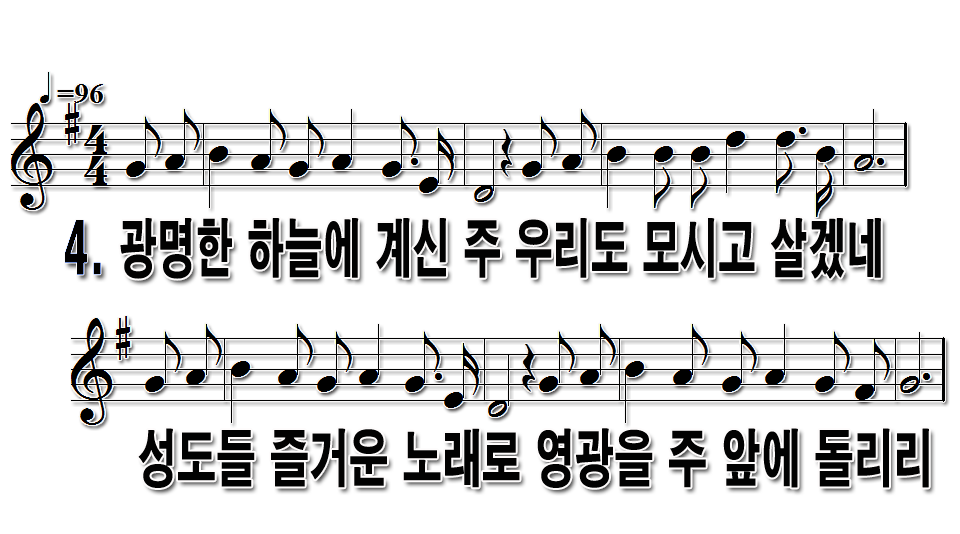 =96
4
4
4. 광명한 하늘에 계신 주 우리도 모시고 살겠네
성도들 즐거운 노래로 영광을 주 앞에 돌리리